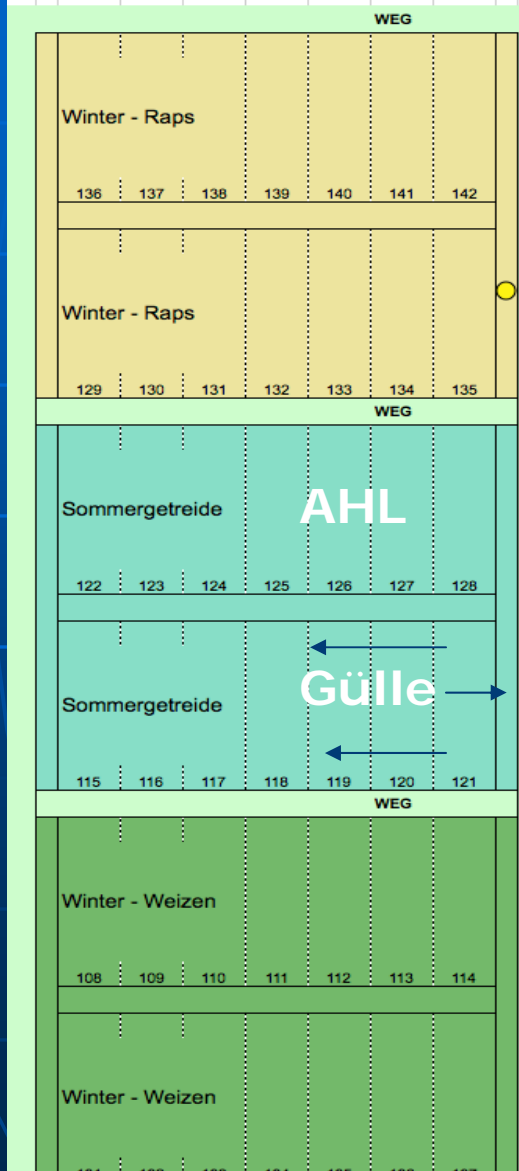 WEG
Winter - Raps
136 137 138 139 140 141 142
Winter - Raps
129 130 131 132 133 134 135
WEG
Sommergetreide AHL
122 123 124 125 126 127 128
Sommergetreide Gülle
115 116 117 118 119 120 121
WEG
Winter - Weizen
108 109 110 111 112 113 114
Winter - Weizen